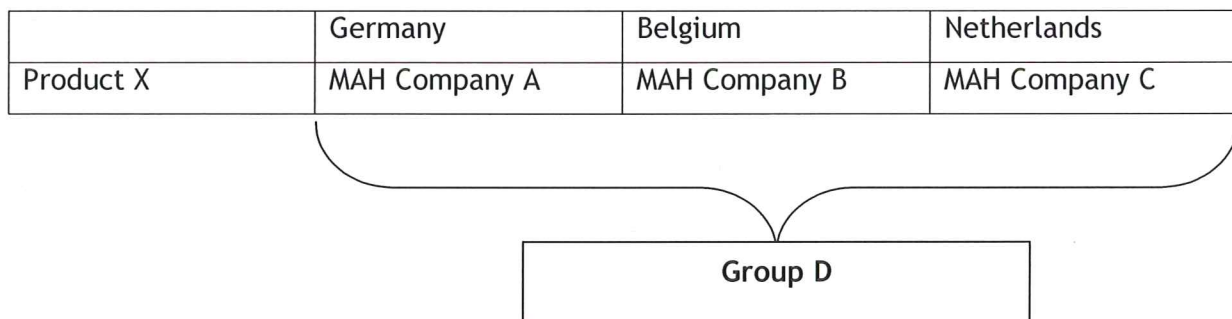 Germany Belgium Netherlands
Product X MAH Company A MAH Company B MAH Company C
Group D